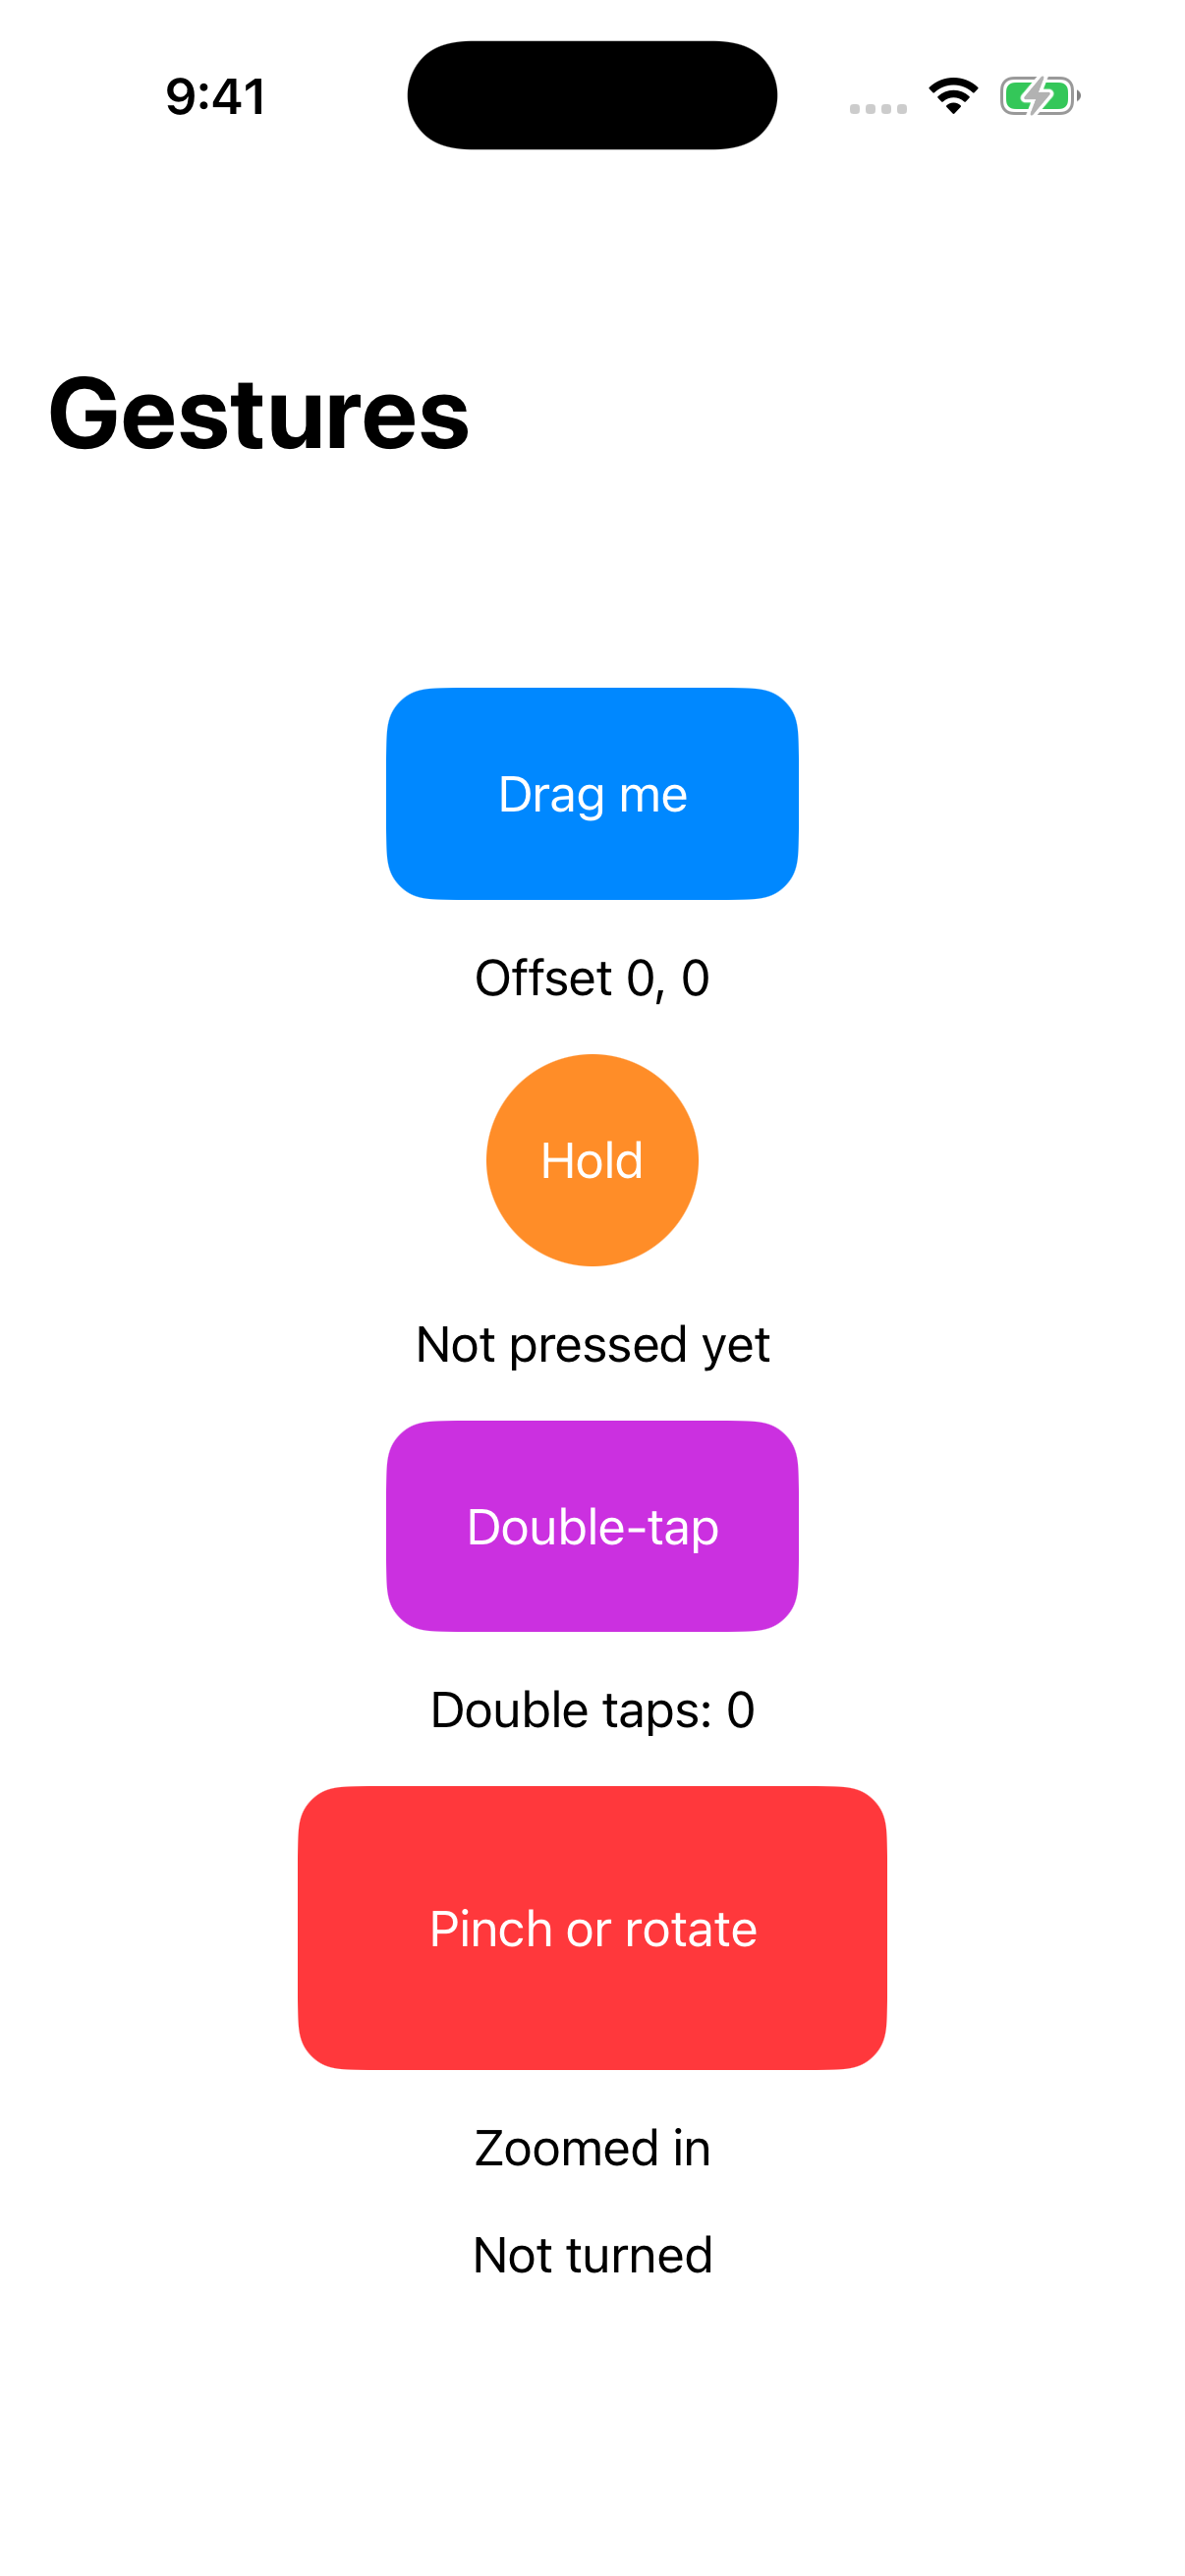 9:41
Gestures
Drag me
Offset 0, 0
Hold
Not pressed yet
Double-tap
Double taps: 0
Pinch or rotate
Zoomed in
Not turned